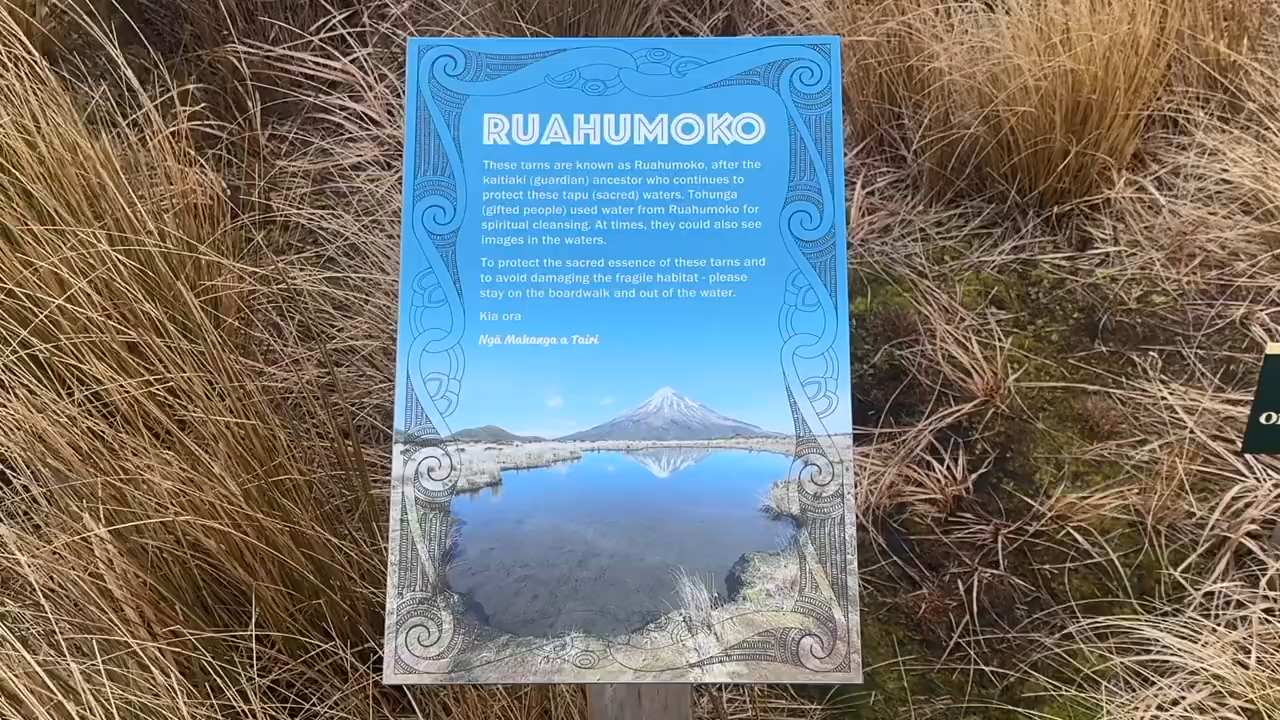 RUAHUMOKO
These tarns are known as Ruahumoko, after the
kaitiaki (guardian) ancestor who continues to
protect these tapu (sacred) waters. Tohunga
(gifted people) used water from Ruahumoko for
spiritual cleansing. At times, they could also see
images in the waters.
To protect the sacred essence of these tarns and
to avoid damaging the fragile habitat - please
stay on the boardwalk and out of the water.
Kia ora
Ngā Mahanga a Tairi